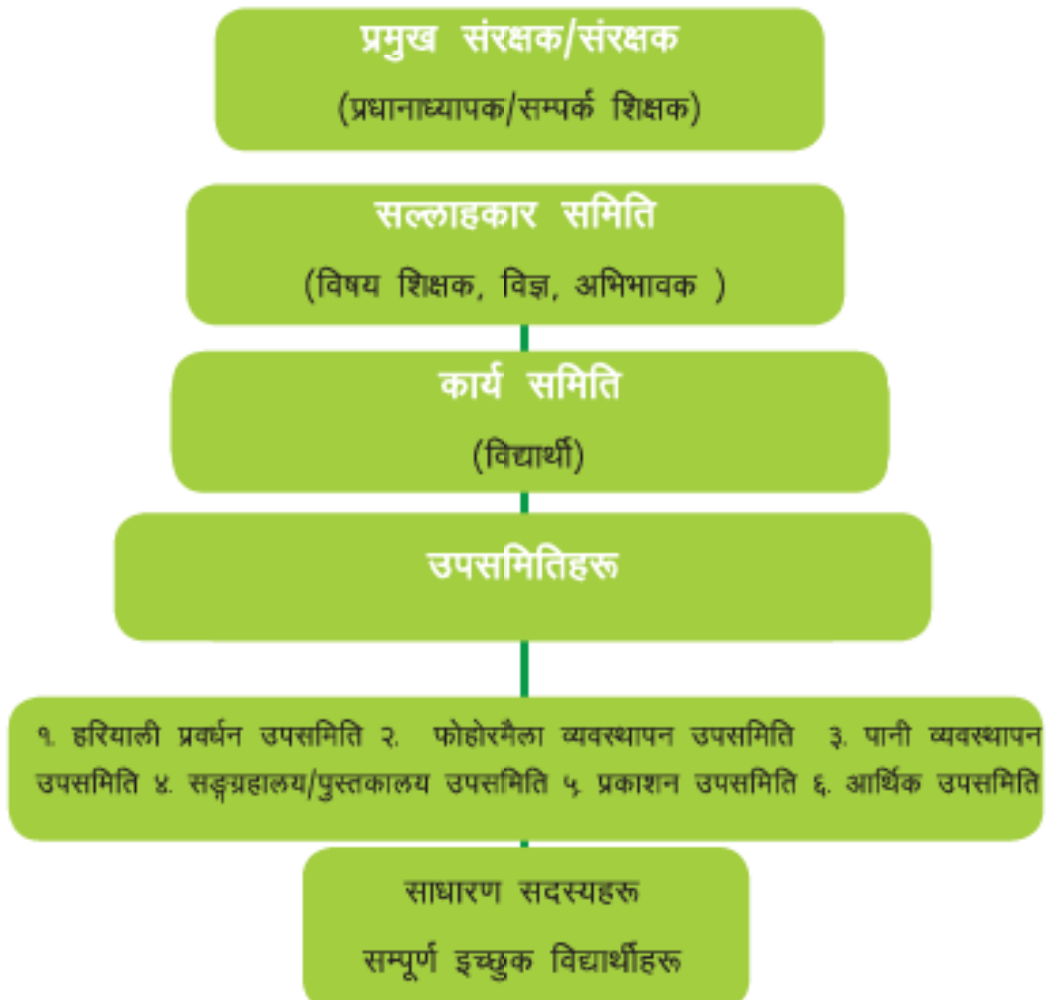 प्रमुख संरक्षक/संरक्षक
(प्रधानाध्यापक/सम्पर्क शिक्षक)
सल्लाहकार समिति
(विषय शिक्षक, विज्ञ, अभिभावक )
कार्य समिति
(विद्यार्थी)
उपसमितिहरू
१. हरियाली प्रवर्धन उपसमिति २. फोहोरमैला व्यवस्थापन उपसमिति ३. पानी व्यवस्थापन
उपसमिति ४. सङ्ग्रहालय/पुस्तकालय उपसमिति ५. प्रकाशन उपसमिति ६. आर्थिक उपसमिति
साधारण सदस्यहरू
सम्पूर्ण इच्छुक विद्यार्थीहरू